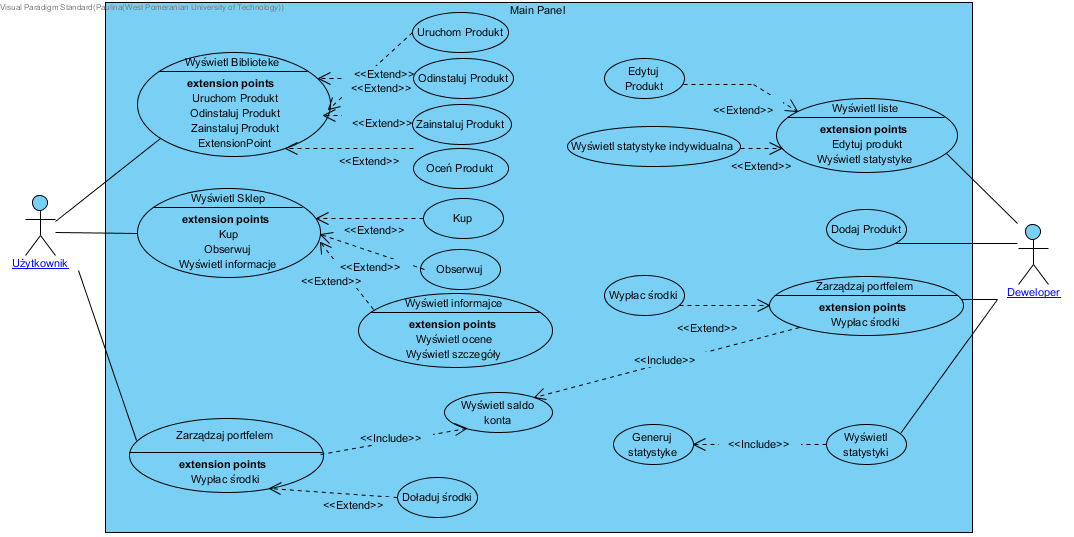 Visual Paradigm Standard(Paulina(West Pomeranian University of Technology))
Main Panel
Uruchom Produkt
Wyświetl Biblioteke
extension points
Uruchom Produkt
Odinstaluj Produkt
Zainstaluj Produkt
ExtensionPoint
<<Extend>>
<<Extend>>
Odinstaluj Produkt
<<Extend>>
Zainstaluj Produkt
<<Extend>>
Oceń Produkt
Edytuj
Produkt
<<Extend>>
Wyświetl liste
extension points
Edytuj produkt
Wyświetl statystyke
Wyświetl statystyke indywidualna
<<Extend>>
Wyświetl Sklep
extension points
Kup
Obserwuj
Wyświetl informacje
Kup
<<Extend>>
Obserwuj
<<Extend>>
<<Extend>>
Wyświetl informajce
extension points
Wyświetl ocene
Wyświetl szczegóły
Użytkownik
Dodaj Produkt
Deweloper
Wypłac środki
Zarządzaj portfelem
extension points
Wypłac środki
<<Extend>>
<<Include>>
Wyświetl saldo
konta
Zarządzaj portfelem
extension points
Wypłac środki
<<Include>>
Generuj
statystyke
<<Include>>
Wyświetl
statystyki
Doładuj środki
<<Extend>>